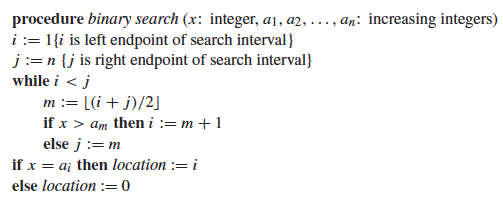 procedure binary search (x: integer, a1, a2, . . . , an: increasing integers)
i := 1{i is left endpoint of search interval}
j := n {j is right endpoint of search interval}
while i < j
m := ⌊(i + j)/2⌋
if x > am then i := m + 1
else j := m
if x = ai then location := i
else location := 0